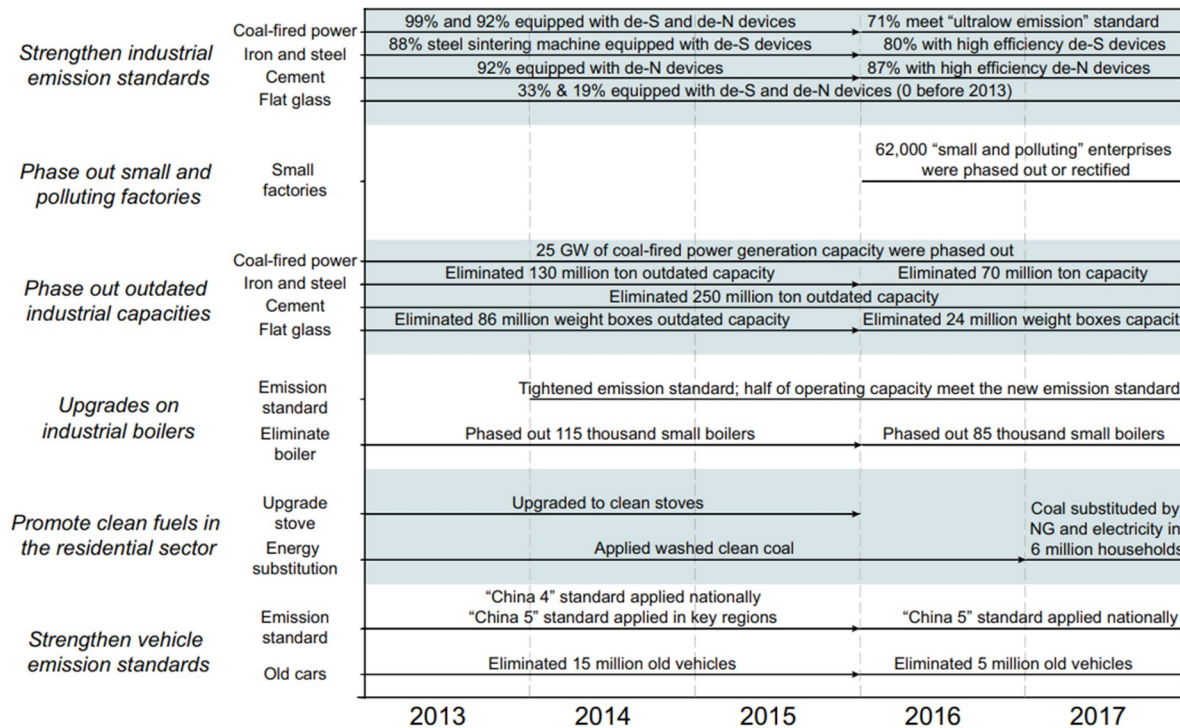 Strengthen industrial
emission standards
Coal-fired power
99% and 92% equipped with de-S and de-N devices
71% meet “ultralow emission” standard
Iron and steel
88% steel sintering machine equipped with de-S devices
80% with high efficiency de-S devices
Cement
92% equipped with de-N devices
87% with high efficiency de-N devices
Flat glass
33% & 19% equipped with de-S and de-N devices (0 before 2013)
Phase out small and
polluting factories
Small
factories
62,000 “small and polluting” enterprises
were phased out or rectified
Phase out outdated
industrial capacities
Coal-fired power
25 GW of coal-fired power generation capacity were phased out
Iron and steel
Eliminated 130 million ton outdated capacity
Eliminated 70 million ton capacity
Cement
Eliminated 250 million ton outdated capacity
Flat glass
Eliminated 86 million weight boxes outdated capacity
Eliminated 24 million weight boxes capacit
Upgrades on
industrial boilers
Emission
standard
Tightened emission standard; half of operating capacity meet the new emission standard
Eliminate
boiler
Phased out 115 thousand small boilers
Phased out 85 thousand small boilers
Promote clean fuels in
the residential sector
Upgrade
stove
Upgraded to clean stoves
Energy
substitution
Applied washed clean coal
Coal substituded by
NG and electricity in
6 million households
Strengthen vehicle
emission standards
Emission
standard
“China 4” standard applied nationally
“China 5” standard applied in key regions
“China 5” standard applied nationally
Old cars
Eliminated 15 million old vehicles
Eliminated 5 million old vehicles
2013
2014
2015
2016
2017